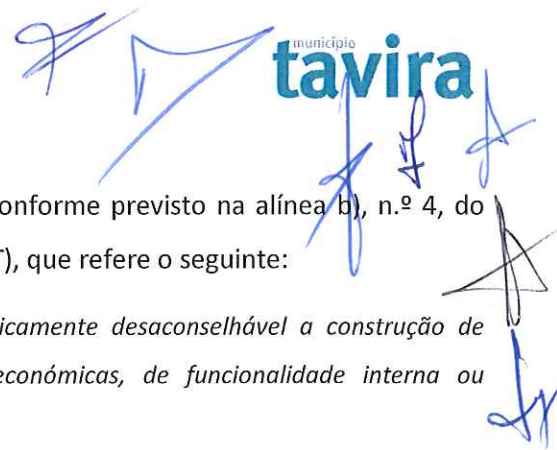 município
tavira
onforme previsto na alínea b), n.º 4, do
T), que refere o seguinte:
icamente desaconselhável a construção de
económicas, de funcionalidade interna ou